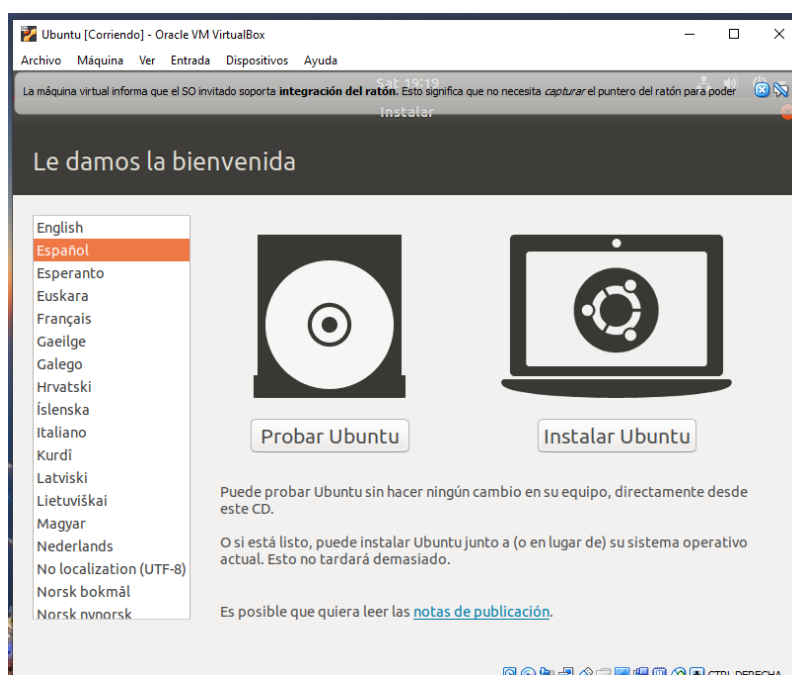 Ubuntu [Corriendo] - Oracle VM VirtualBox
Archivo Máquina Ver Entrada Dispositivos Ayuda
Sat 19:19
La máquina virtual informa que el SO invitado soporta integración del ratón. Esto significa que no necesita capturar el puntero del ratón para poder
Instalar
Le damos la bienvenida
English
Español
Esperanto
Euskara
Français
Gaeilge
Galego
Hrvatski
Íslenska
Italiano
Kurdî
Latviski
Lietuviškai
Magyar
Nederlands
No localization (UTF-8)
Norsk bokmål
Norsk nynorsk
Probar Ubuntu
Instalar Ubuntu
Puede probar Ubuntu sin hacer ningún cambio en su equipo, directamente desde
este CD.
O si está listo, puede instalar Ubuntu junto a (o en lugar de) su sistema operativo
actual. Esto no tardará demasiado.
Es posible que quiera leer las notas de publicación.
CTRL DERECHA